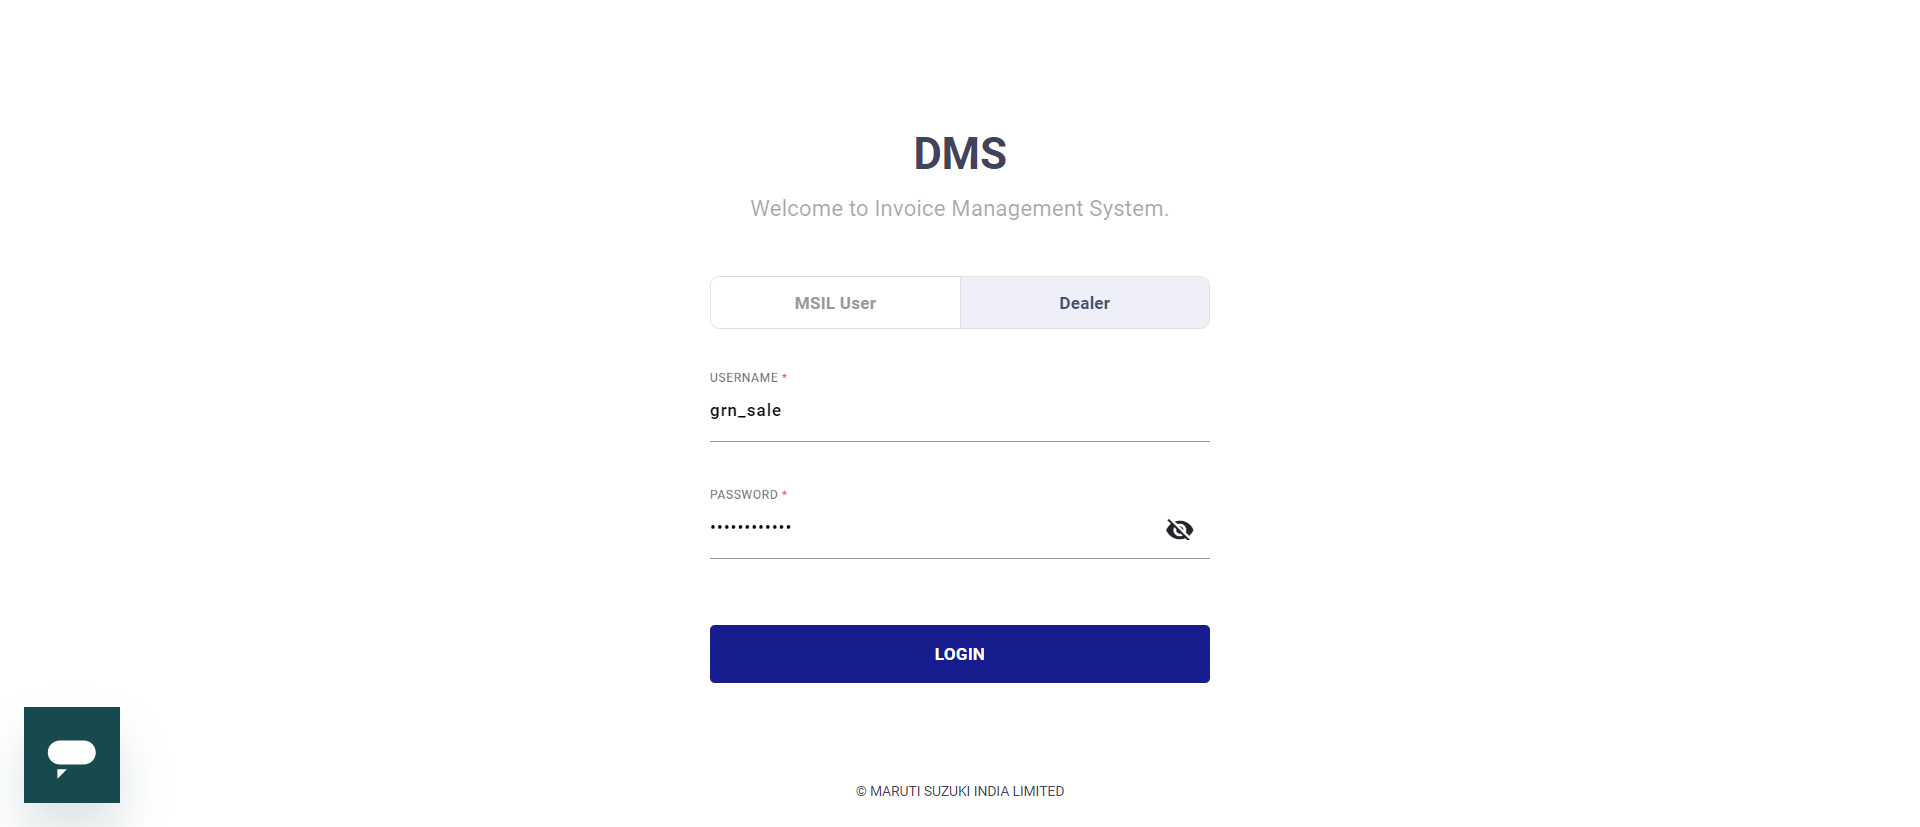 DMS
Welcome to Invoice Management System.
MSIL User
Dealer
USERNAME *
grn_sale
PASSWORD *
••••••••••••
LOGIN
© MARUTI SUZUKI INDIA LIMITED